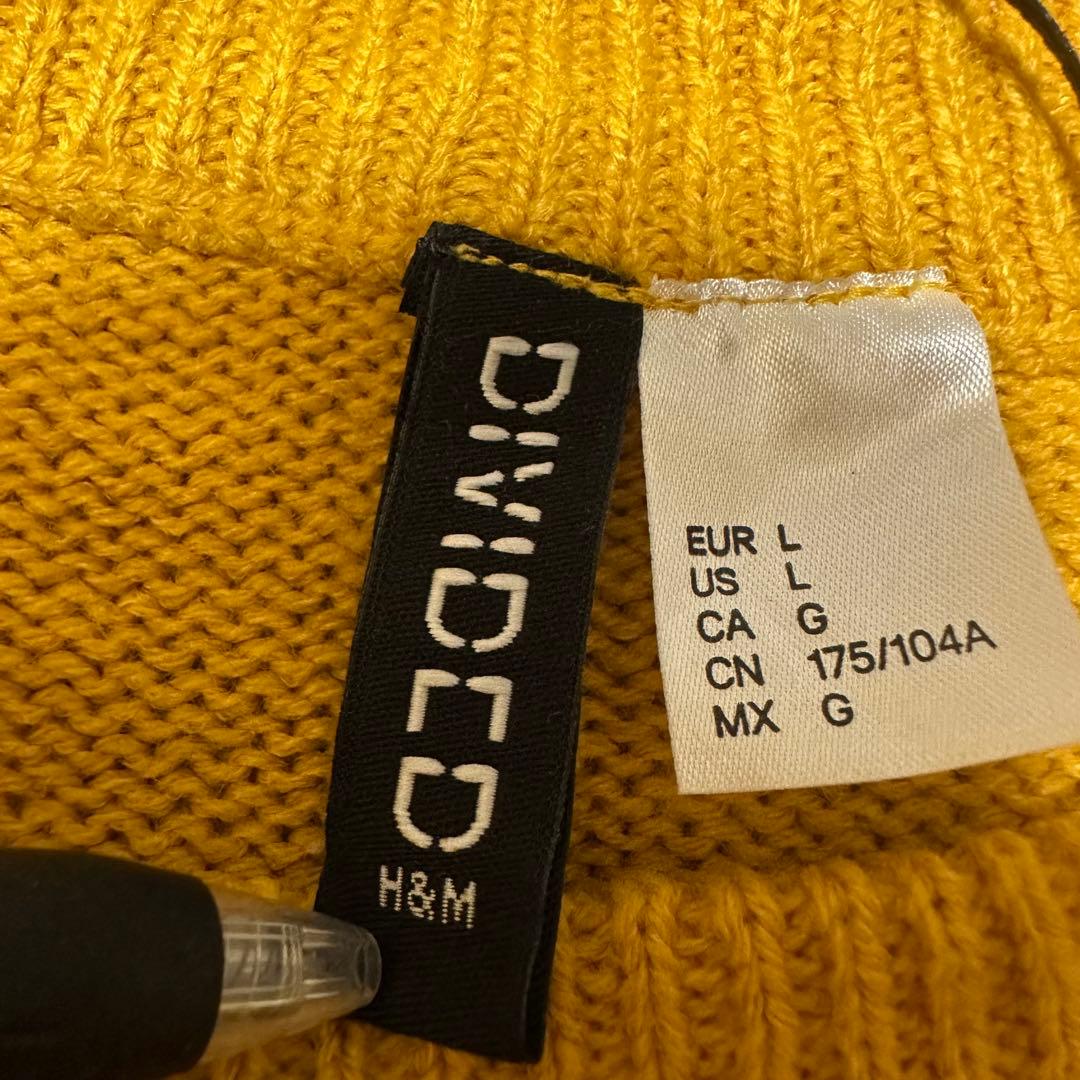 DIVIDED
H&M
EUR L
US L
CA G
CN 175/104A
MX G